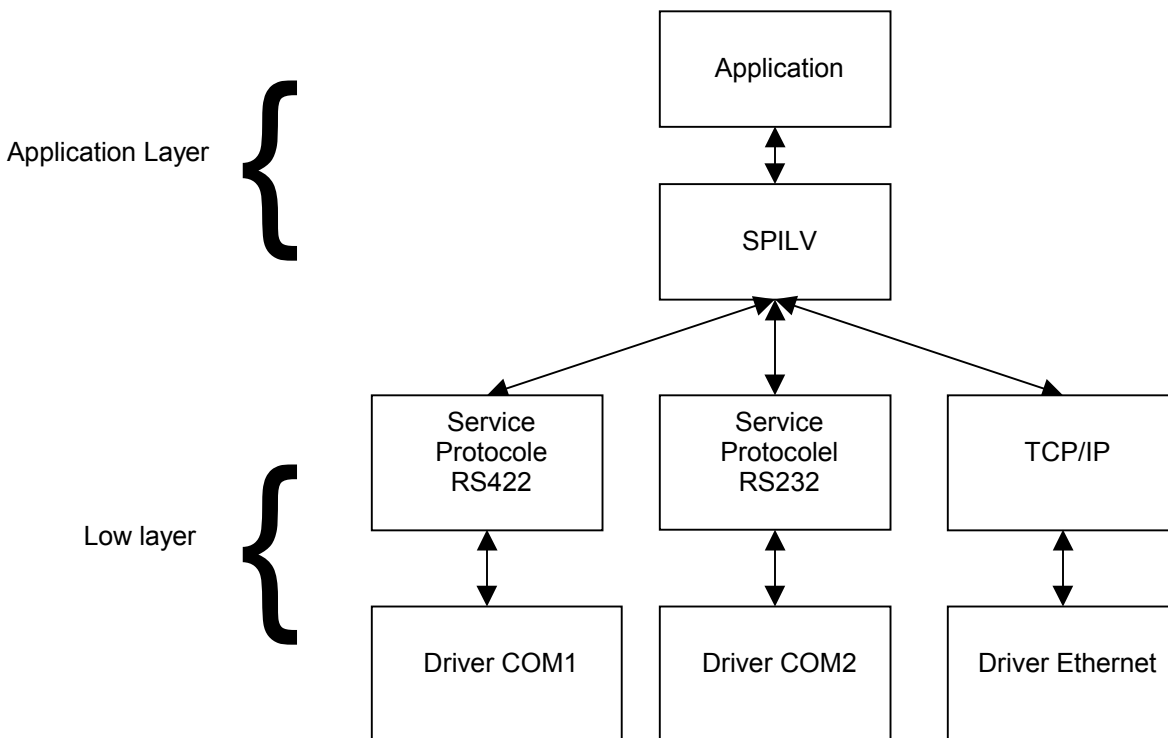 Application
Application Layer
SPILV
Service
Protocole
RS422
Service
Protocolel
RS232
TCP/IP
Low layer
Driver COM1
Driver COM2
Driver Ethernet